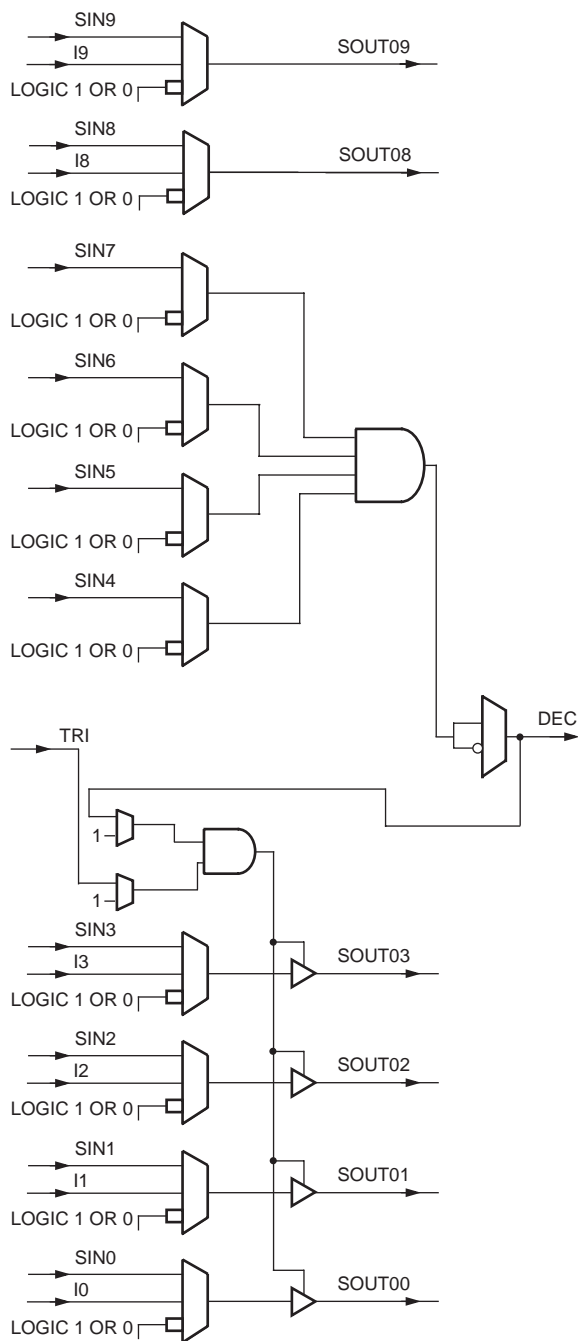 SIN9
I9
SOUT09
LOGIC 1 OR 0
SIN8
I8
SOUT08
LOGIC 1 OR 0
SIN7
LOGIC 1 OR 0
SIN6
LOGIC 1 OR 0
SIN5
LOGIC 1 OR 0
SIN4
LOGIC 1 OR 0
DEC
TRI
1
1
SIN3
I3
SOUT03
LOGIC 1 OR 0
SIN2
I2
SOUT02
LOGIC 1 OR 0
SIN1
I1
SOUT01
LOGIC 1 OR 0
SIN0
I0
SOUT00
LOGIC 1 OR 0